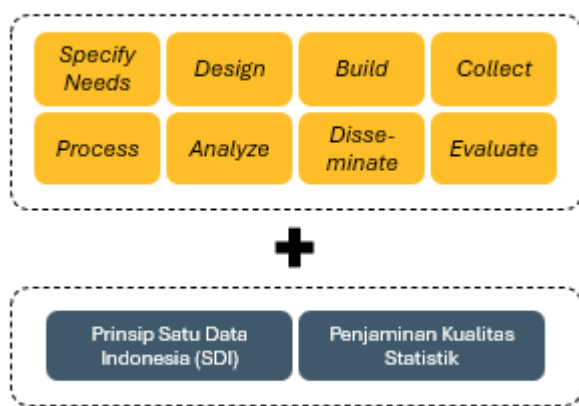 Specify
Needs
Design
Build
Collect
Process
Analyze
Disse-
minate
Evaluate
Prinsip Satu Data
Indonesia (SDI)
Penjaminan Kualitas
Statistik